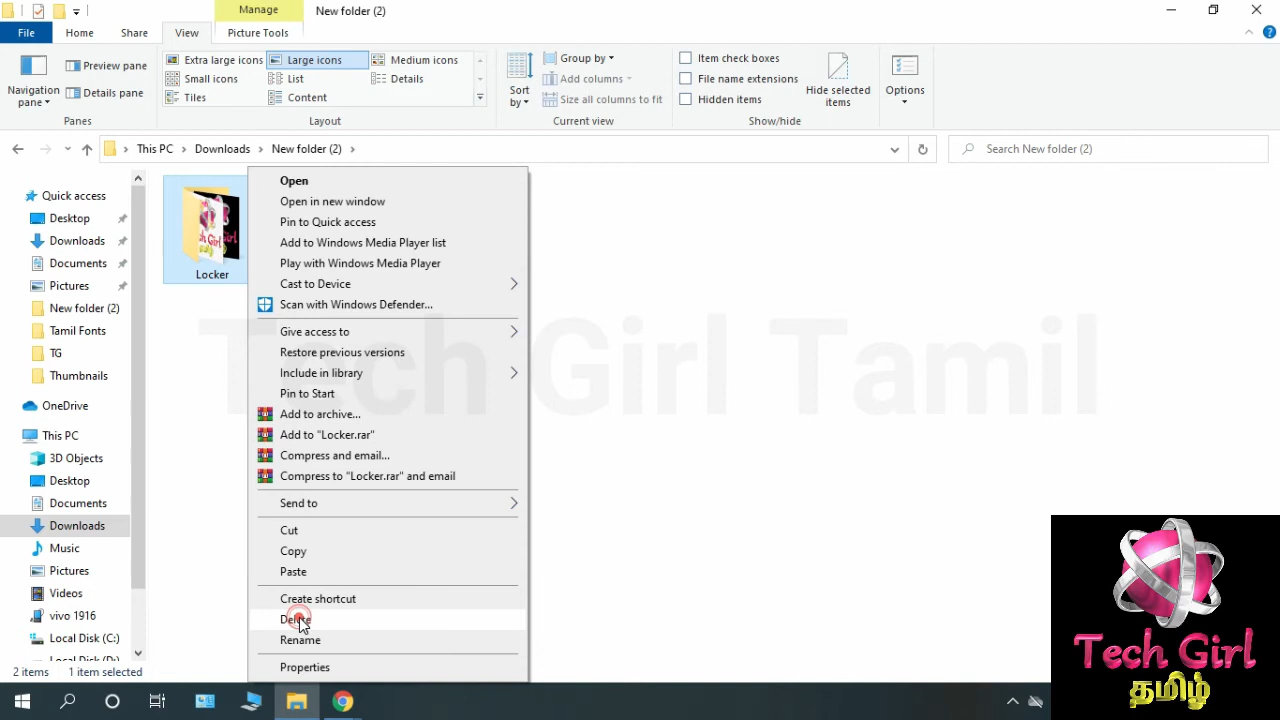 Manage
New folder (2)
File
Home
Share
View
Picture Tools
Navigation
pane
Preview pane
Details pane
Panes
Extra large icons
Large icons
Medium icons
Small icons
List
Details
Tiles
Content
Layout
Sort
by
Group by
Add columns
Size all columns to fit
Current view
Item check boxes
File name extensions
Hidden items
Hide selected
items
Show/hide
Options
This PC
Downloads
New folder (2)
Search New folder (2)
Quick access
Desktop
Downloads
Documents
Pictures
New folder (2)
Tamil Fonts
TG
Thumbnails
OneDrive
This PC
3D Objects
Desktop
Documents
Downloads
Music
Pictures
Videos
vivo 1916
Local Disk (C:)
Local Disk (D:)
Locker
Open
Open in new window
Pin to Quick access
Add to Windows Media Player list
Play with Windows Media Player
Cast to Device
Scan with Windows Defender...
Give access to
Restore previous versions
Include in library
Pin to Start
Add to archive...
Add to "Locker.rar"
Compress and email...
Compress to "Locker.rar" and email
Send to
Cut
Copy
Paste
Create shortcut
Delete
Rename
Properties
Tech Girl Tamil
2 items
1 item selected
Tech Girl
தமிழ்